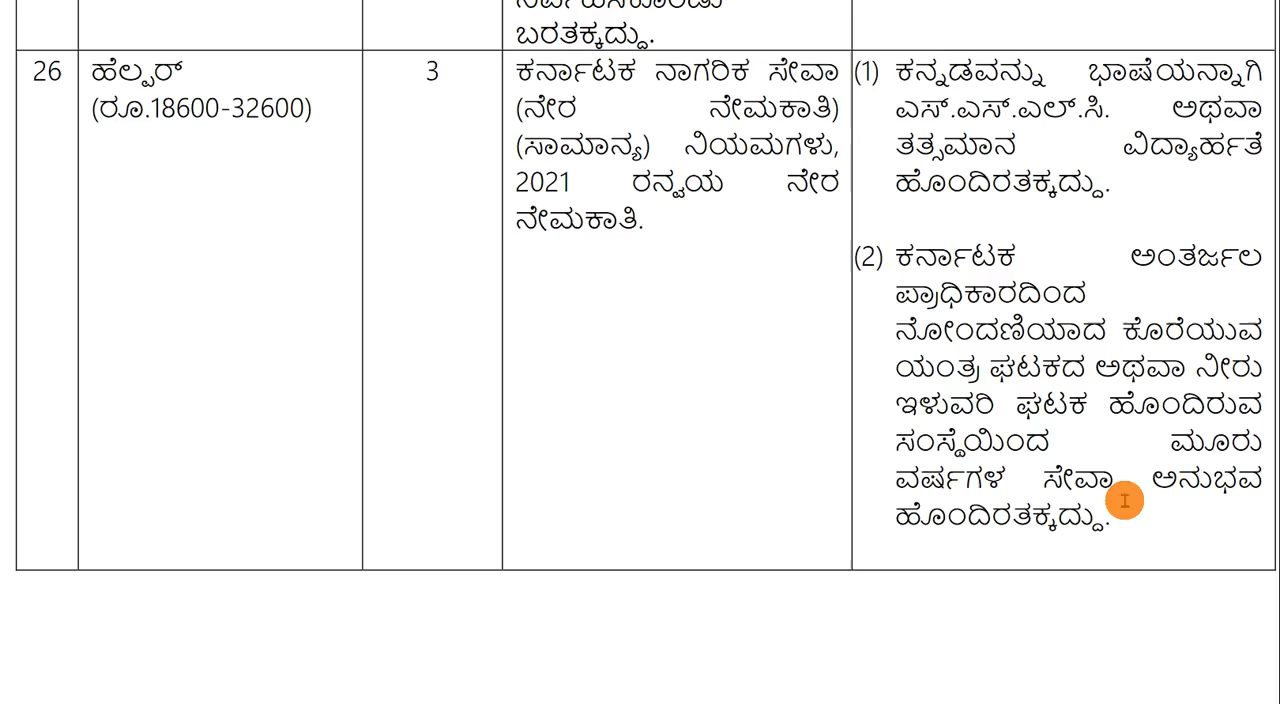 ಬರತಕ್ಕದ್ದು.
26
ಹೆಲ್ಪರ್
(ರೂ.18600-32600)
3
ಕರ್ನಾಟಕ ನಾಗರಿಕ ಸೇವಾ
(ನೇರ ನೇಮಕಾತಿ)
(ಸಾಮಾನ್ಯ) ನಿಯಮಗಳು,
2021 ರನ್ವಯ ನೇರ
ನೇಮಕಾತಿ.
(1) ಕನ್ನಡವನ್ನು ಭಾಷೆಯನ್ನಾಗಿ
ಎಸ್.ಎಸ್.ಎಲ್.ಸಿ. ಅಥವಾ
ತತ್ಸಮಾನ ವಿದ್ಯಾರ್ಹತೆ
ಹೊಂದಿರತಕ್ಕದ್ದು.
(2) ಕರ್ನಾಟಕ ಅಂತರ್ಜಲ
ಪ್ರಾಧಿಕಾರದಿಂದ
ನೋಂದಣಿಯಾದ ಕೊರೆಯುವ
ಯಂತ್ರ ಘಟಕದ ಅಥವಾ ನೀರು
ಇಳುವರಿ ಘಟಕ ಹೊಂದಿರುವ
ಸಂಸ್ಥೆಯಿಂದ ಮೂರು
ವರ್ಷಗಳ ಸೇವಾ ಅನುಭವ
ಹೊಂದಿರತಕ್ಕದ್ದು.